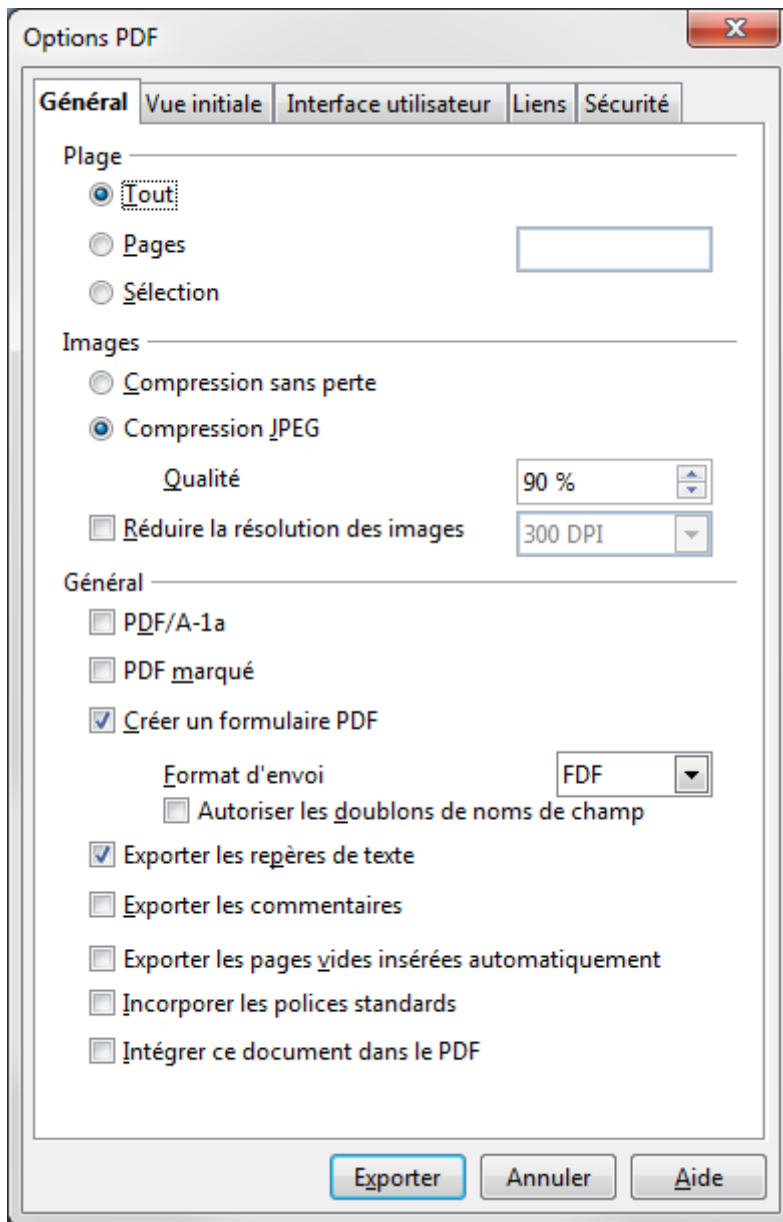 Options PDF
Général Vue initiale Interface utilisateur Liens Sécurité
Plage
Tout
Pages
Sélection
Images
Compression sans perte
Compression JPEG
Qualité 90 %
Réduire la résolution des images 300 DPI
Général
PDF/A-1a
PDF marqué
Créer un formulaire PDF
Format d'envoi FDF
Autoriser les doublons de noms de champ
Exporter les repères de texte
Exporter les commentaires
Exporter les pages vides insérées automatiquement
Incorporer les polices standards
Intégrer ce document dans le PDF
Exporter Annuler Aide